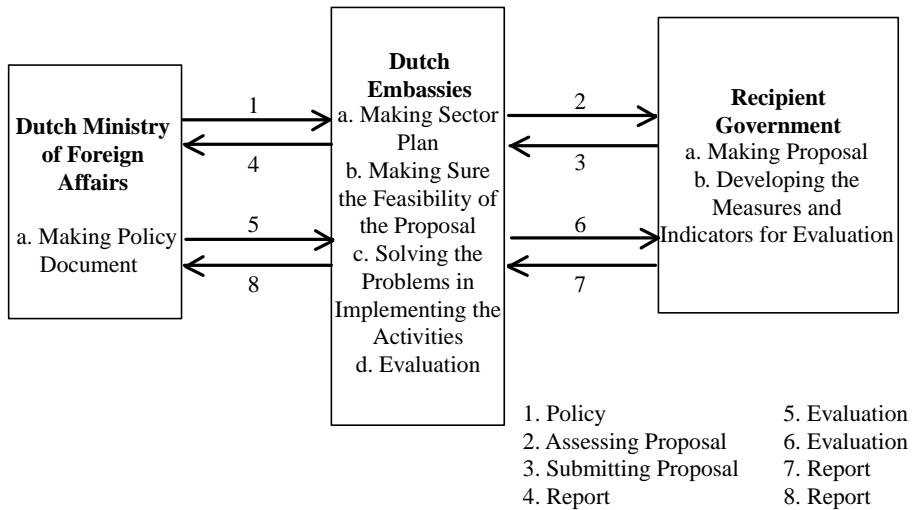 Dutch Ministry
of Foreign
Affairs
a. Making Policy
Document
1
4
5
8
Dutch
Embassies
a. Making Sector
Plan
b. Making Sure
the Feasibility of
the Proposal
c. Solving the
Problems in
Implementing the
Activities
d. Evaluation
2
3
6
7
Recipient
Government
a. Making Proposal
b. Developing the
Measures and
Indicators for Evaluation
1. Policy
2. Assessing Proposal
3. Submitting Proposal
4. Report
5. Evaluation
6. Evaluation
7. Report
8. Report